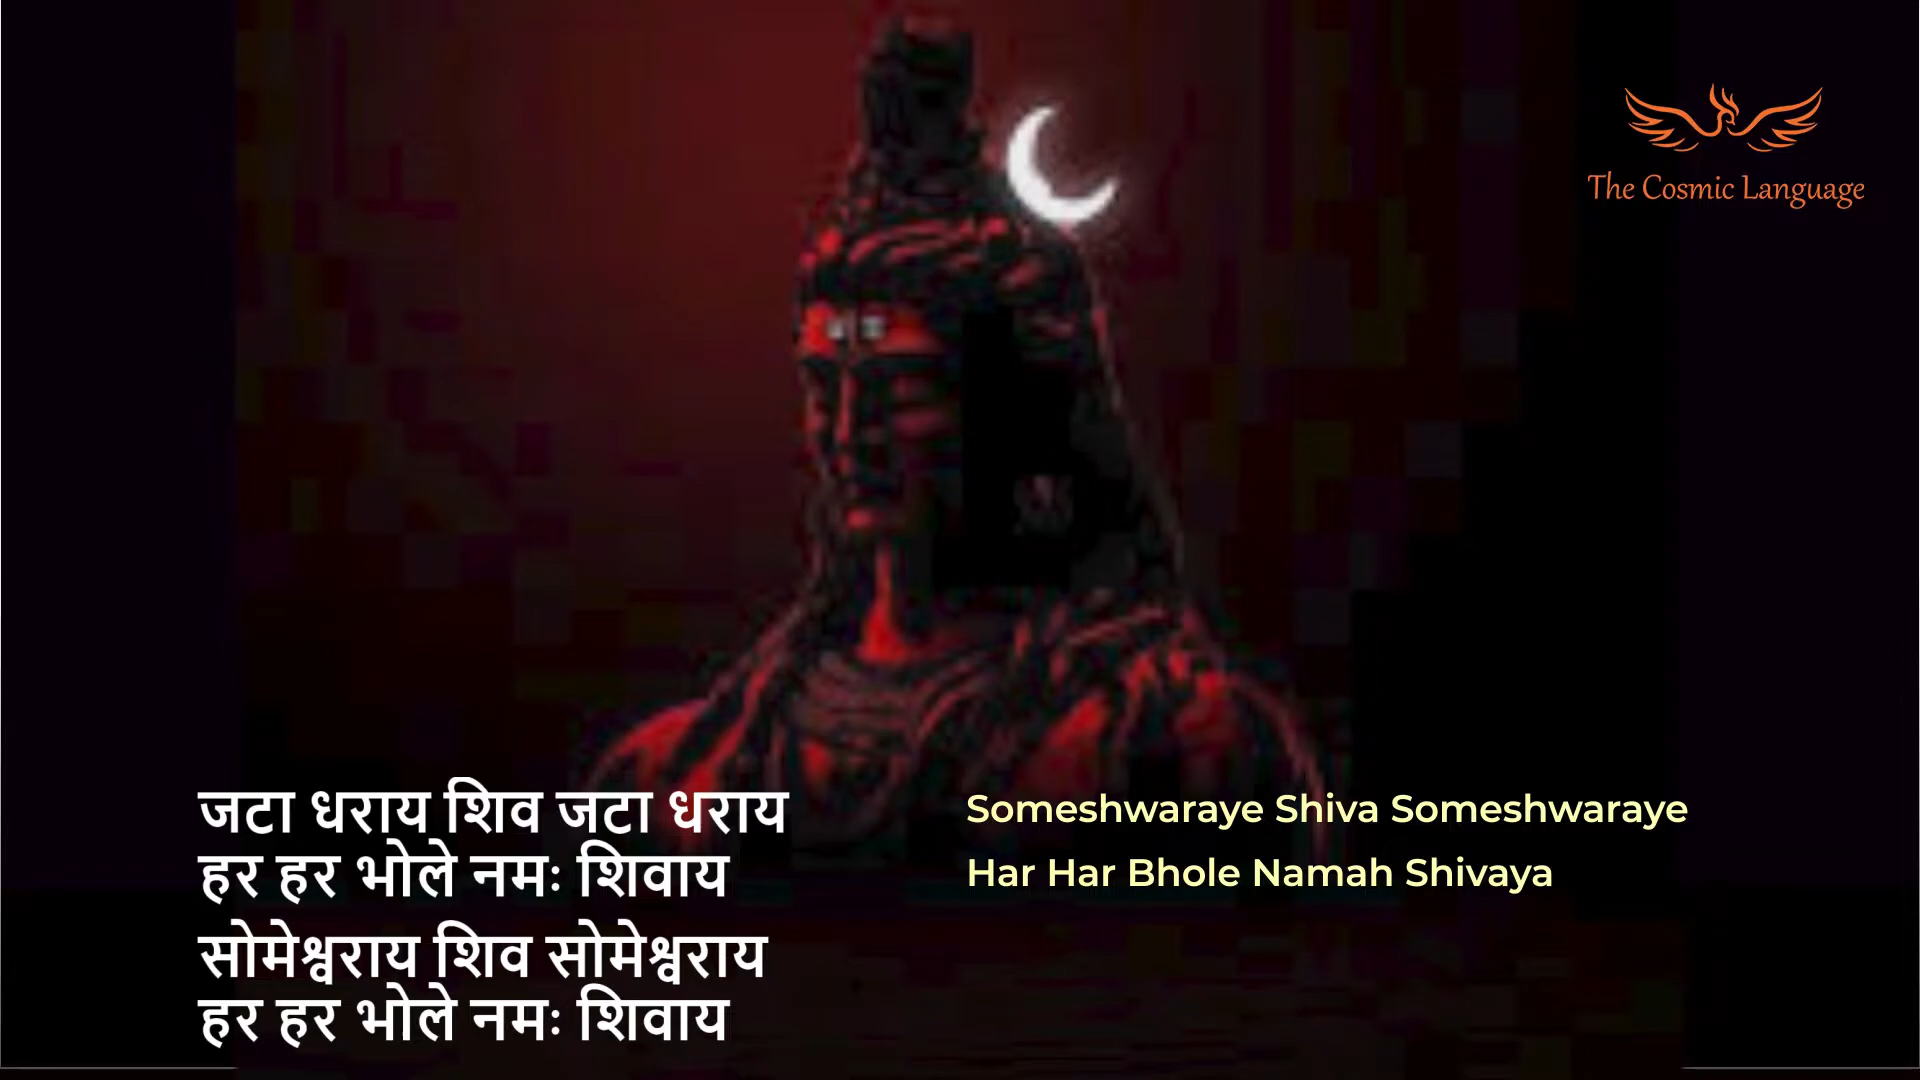 The Cosmic Language
जटा धराय शिव जटा धराय
हर हर भोले नमः शिवाय
सोमेश्वराय शिव सोमेश्वराय
हर हर भोले नमः शिवाय
Someshwaraye Shiva Someshwaraye
Har Har Bhole Namah Shivaya